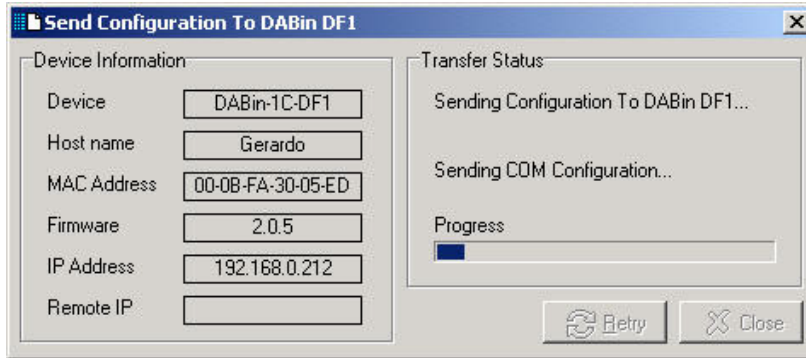 Send Configuration To DABin DF1
Device Information
Device DABin-1C-DF1
Host name Gerardo
MAC Address 00-0B-FA-30-05-ED
Firmware 2.0.5
IP Address 192.168.0.212
Remote IP
Transfer Status
Sending Configuration To DABin DF1...
Sending COM Configuration...
Progress
Retry
Close